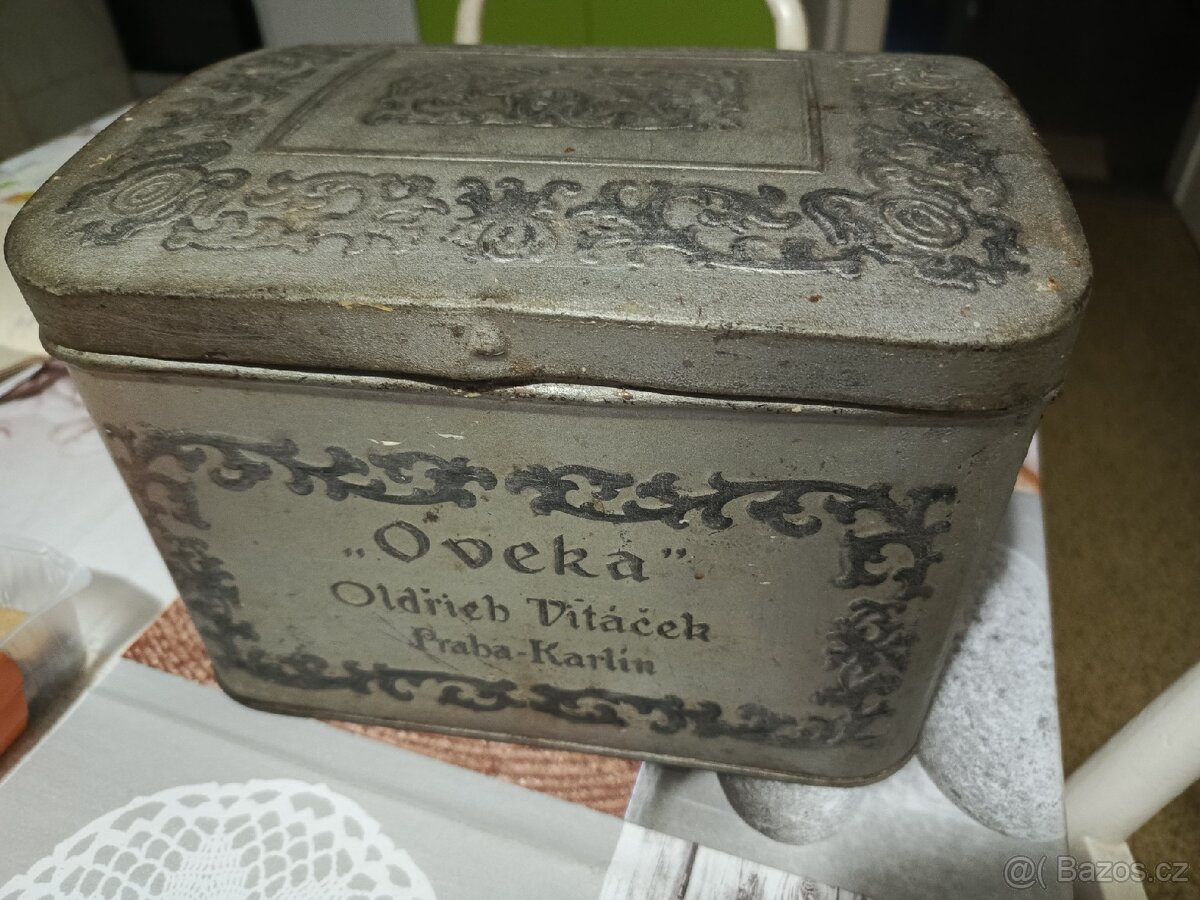 „Oveka”
Oldřich Vitáček
Praha-Karlín
@( Bazos.cz